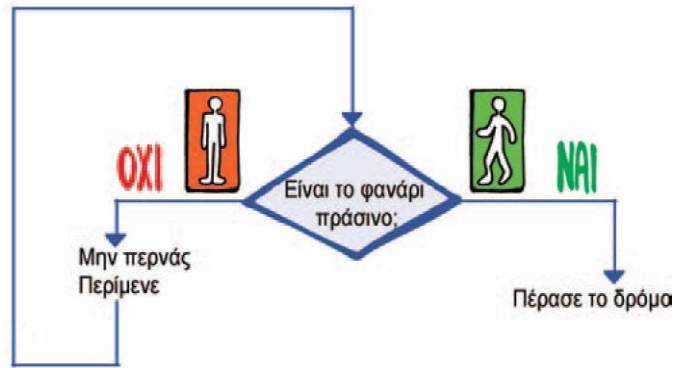 ΟΧΙ
ΝΑΙ
Είναι το φανάρι
πράσινο;
Μην περνάς
Περίμενε
Πέρασε το δρόμο